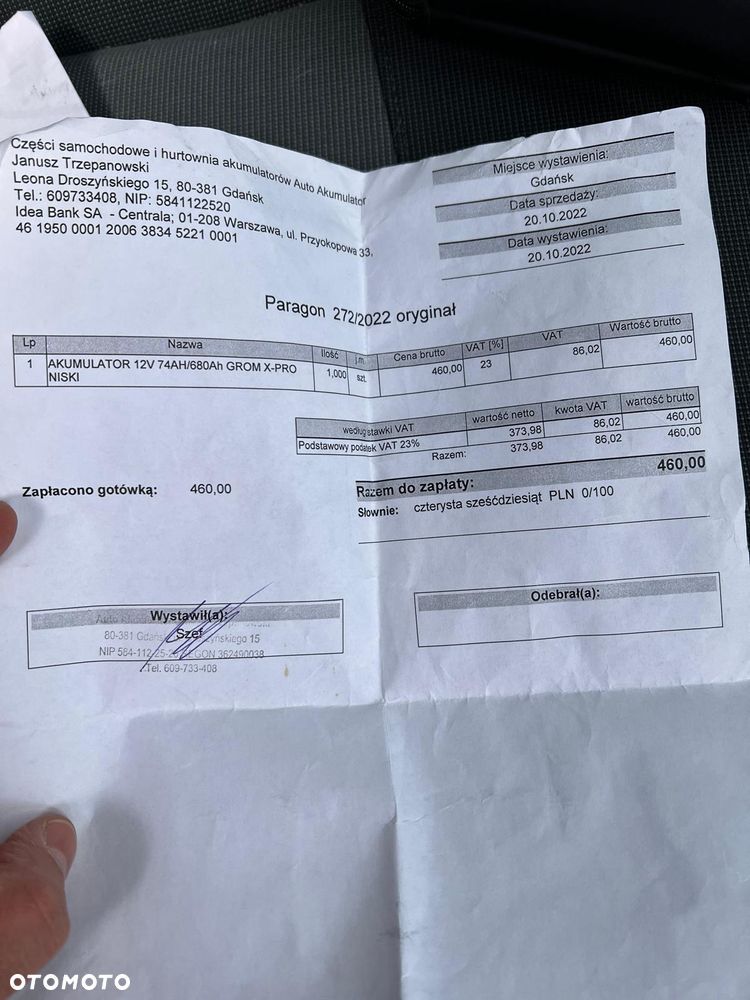 Części samochodowe i hurtownia akumulatorów Auto Akumulator
Janusz Trzepanowski
Leona Droszyńskiego 15, 80-381 Gdańsk
Tel.: 609733408, NIP: 5841122520
Idea Bank SA - Centrala; 01-208 Warszawa, ul. Przyokopowa 33,
46 1950 0001 2006 3834 5221 0001
Miejsce wystawienia:
Gdańsk
Data sprzedaży:
20.10.2022
Data wystawienia:
20.10.2022
Paragon 272/2022 oryginał
Lp Nazwa Ilość j.m. Cena brutto VAT [%] VAT Wartość brutto
1 AKUMULATOR 12V 74AH/680Ah GROM X-PRO 1,000 szt. 460,00 23 86,02 460,00
NISKI
według stawki VAT wartość netto kwota VAT wartość brutto
Podstawowy podatek VAT 23% 373,98 86,02 460,00
Razem: 373,98 86,02 460,00
Zapłacono gotówką: 460,00
Razem do zapłaty: 460,00
Słownie: czterysta sześćdziesiąt PLN 0/100
Wystawił(a):
Auto
Szef
80-381 Gdańsk 15
NIP 584-112-25-20 REGON 362490038
Tel. 609-733-408
Odebrał(a):
OTOMOTO